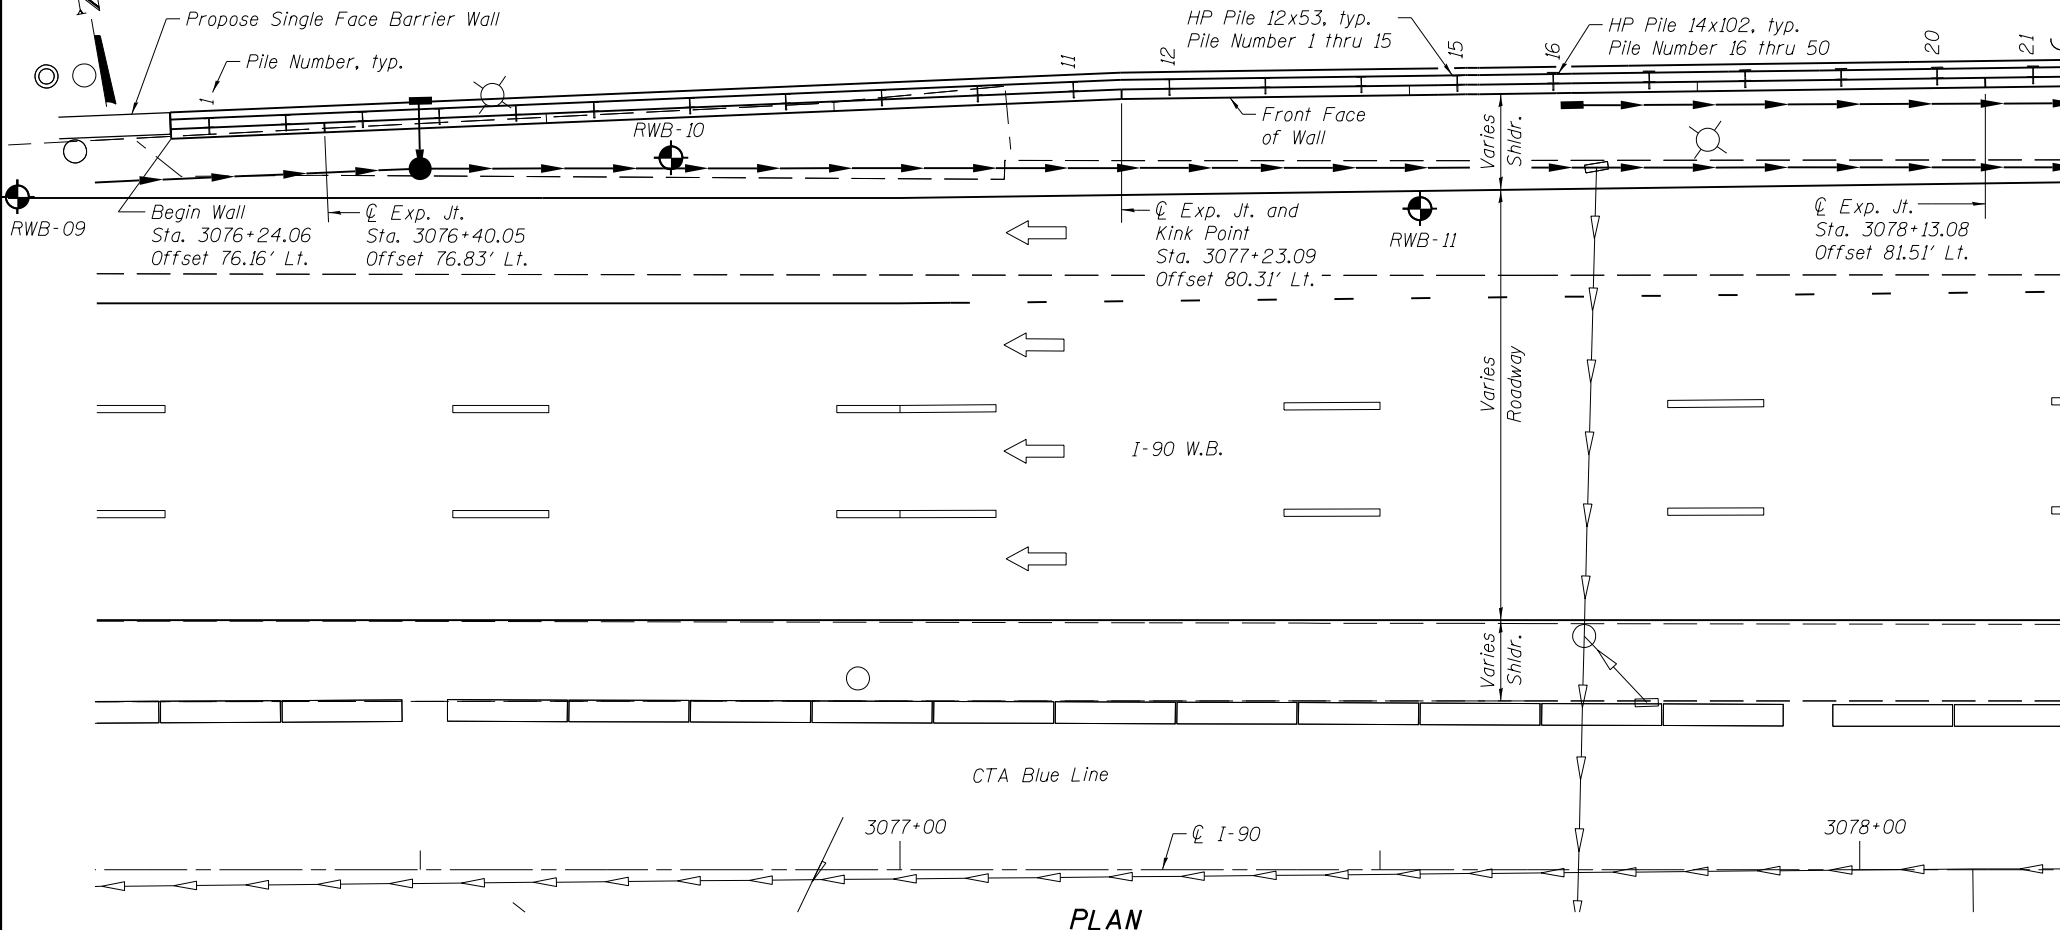 Propose Single Face Barrier Wall
Pile Number, typ.
HP Pile 12x53, typ.
Pile Number 1 thru 15
HP Pile 14x102, typ.
Pile Number 16 thru 50
1
11
12
15
16
20
21
RWB-10
Front Face
of Wall
Varies
Shldr.
RWB-09
Begin Wall
Sta. 3076+24.06
Offset 76.16' Lt.
℄ Exp. Jt.
Sta. 3076+40.05
Offset 76.83' Lt.
℄ Exp. Jt. and
Kink Point
Sta. 3077+23.09
Offset 80.31' Lt.
RWB-11
℄ Exp. Jt.
Sta. 3078+13.08
Offset 81.51' Lt.
Varies
Roadway
I-90 W.B.
Varies
Shldr.
CTA Blue Line
3077+00
℄ I-90
3078+00
PLAN